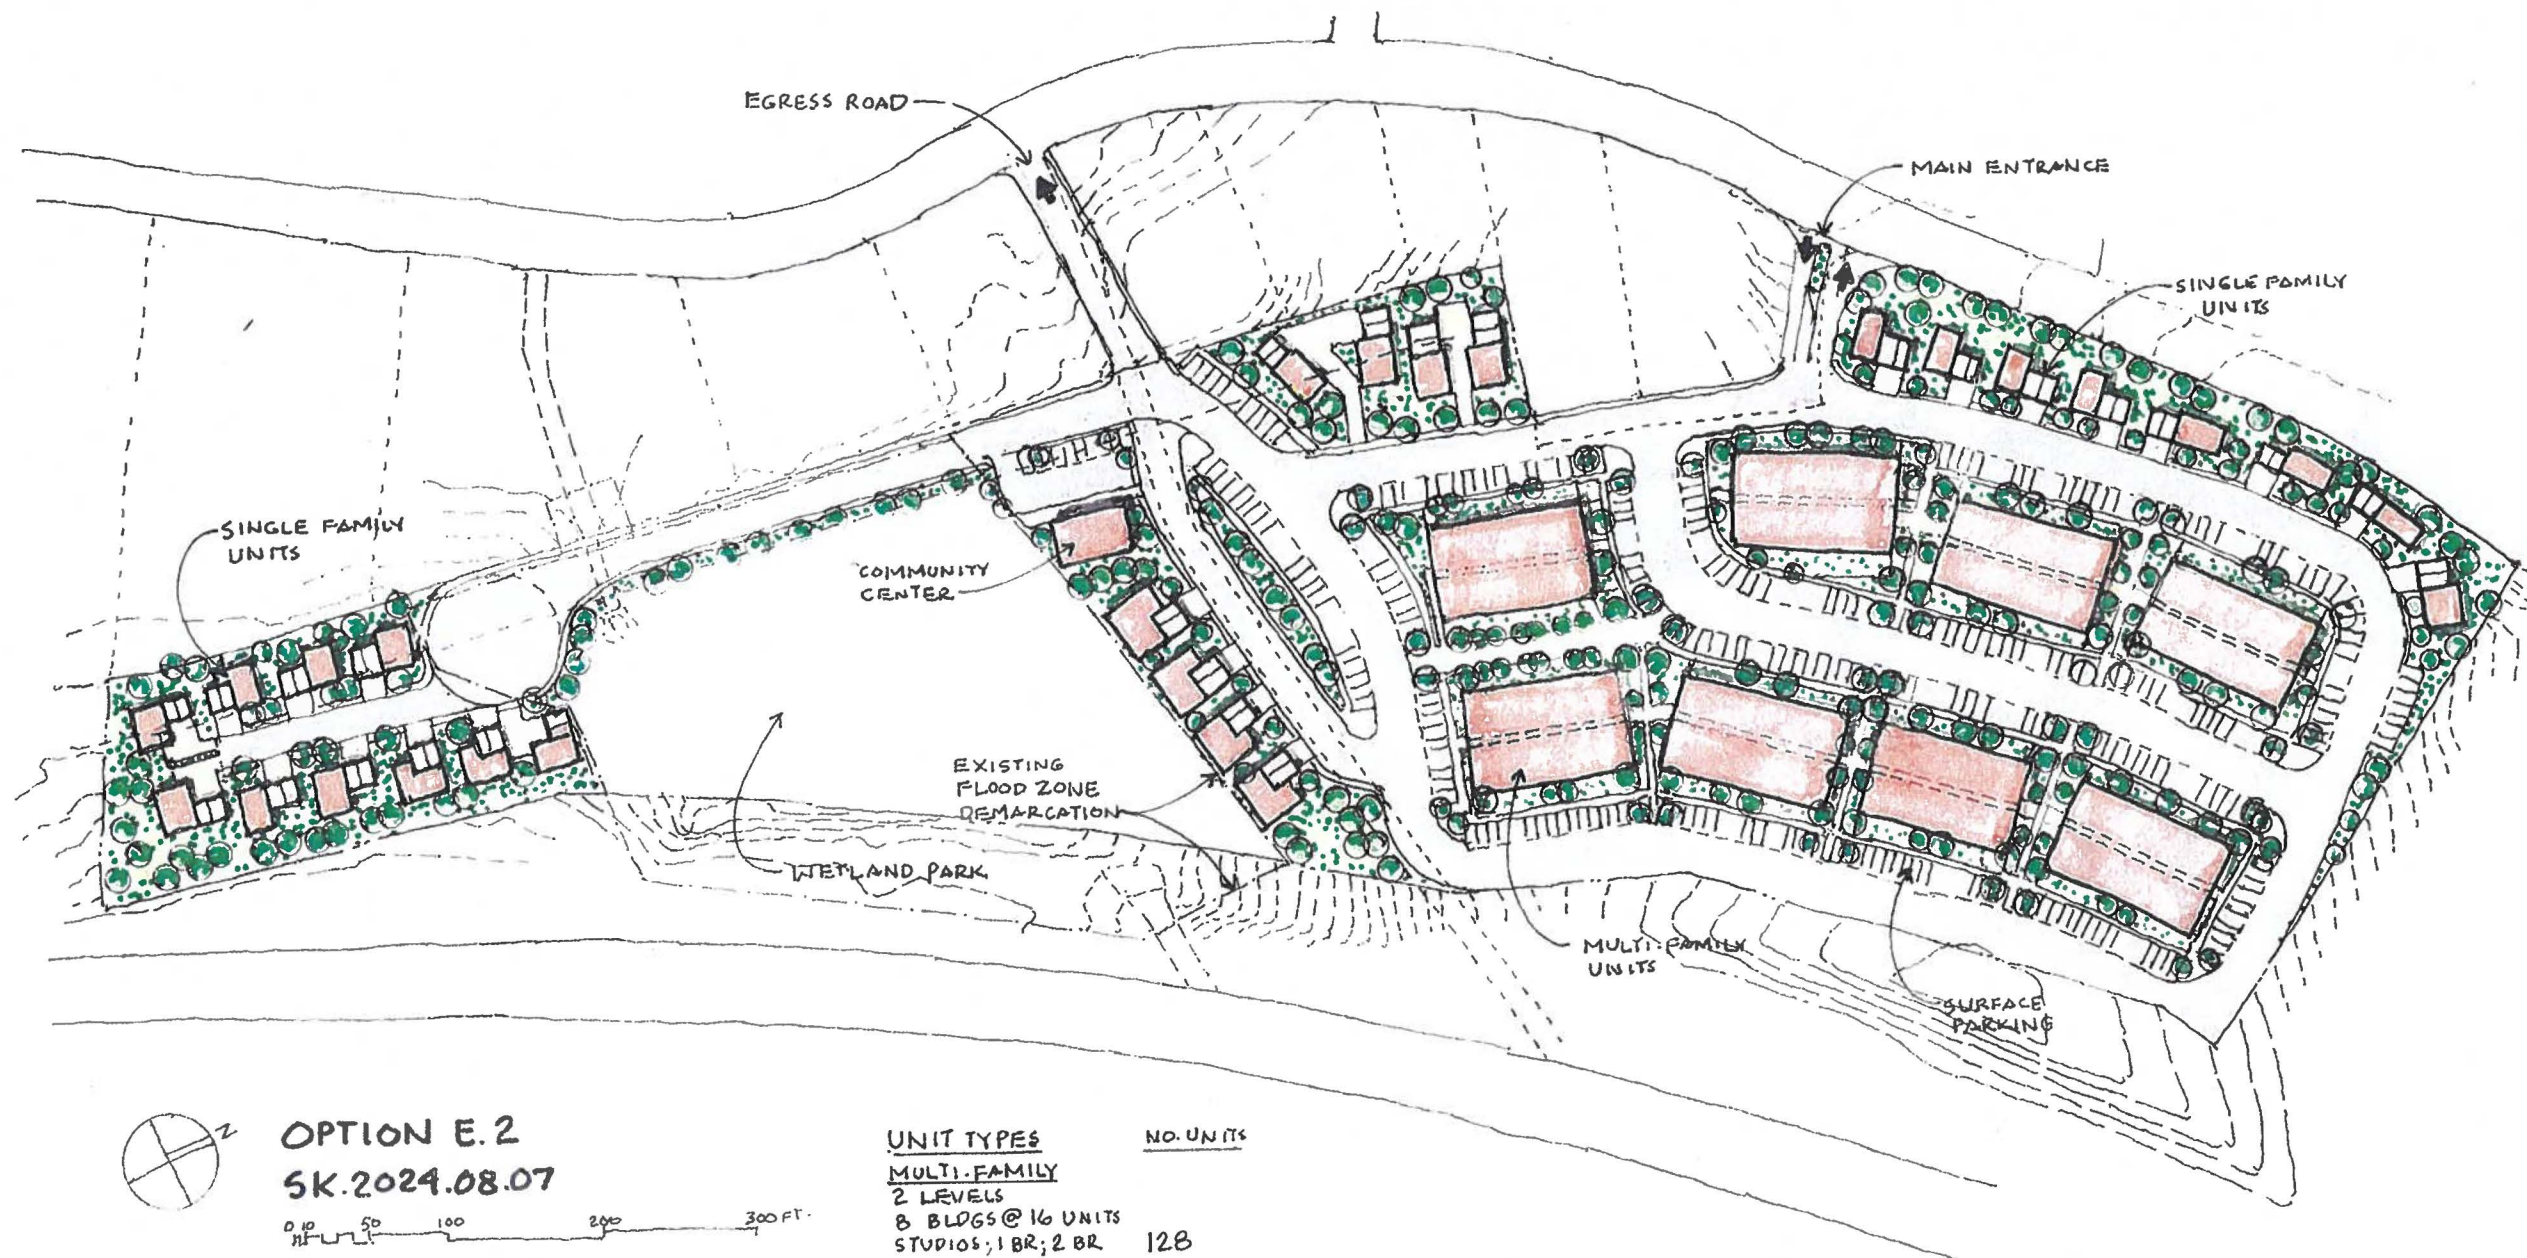 EGRESS ROAD
MAIN ENTRANCE
SINGLE FAMILY
UNITS
SINGLE FAMILY
UNITS
COMMUNITY
CENTER
EXISTING
FLOOD ZONE
DEMARCATION
WETLAND PARK
MULTI-FAMILY
UNITS
SURFACE
PARKING
N
OPTION E.2
SK.2024.08.07
0 10 50 100 200 300 FT.
UNIT TYPES NO. UNITS
MULTI-FAMILY
2 LEVELS
8 BLDGS @ 16 UNITS
STUDIOS; 1 BR; 2 BR 128